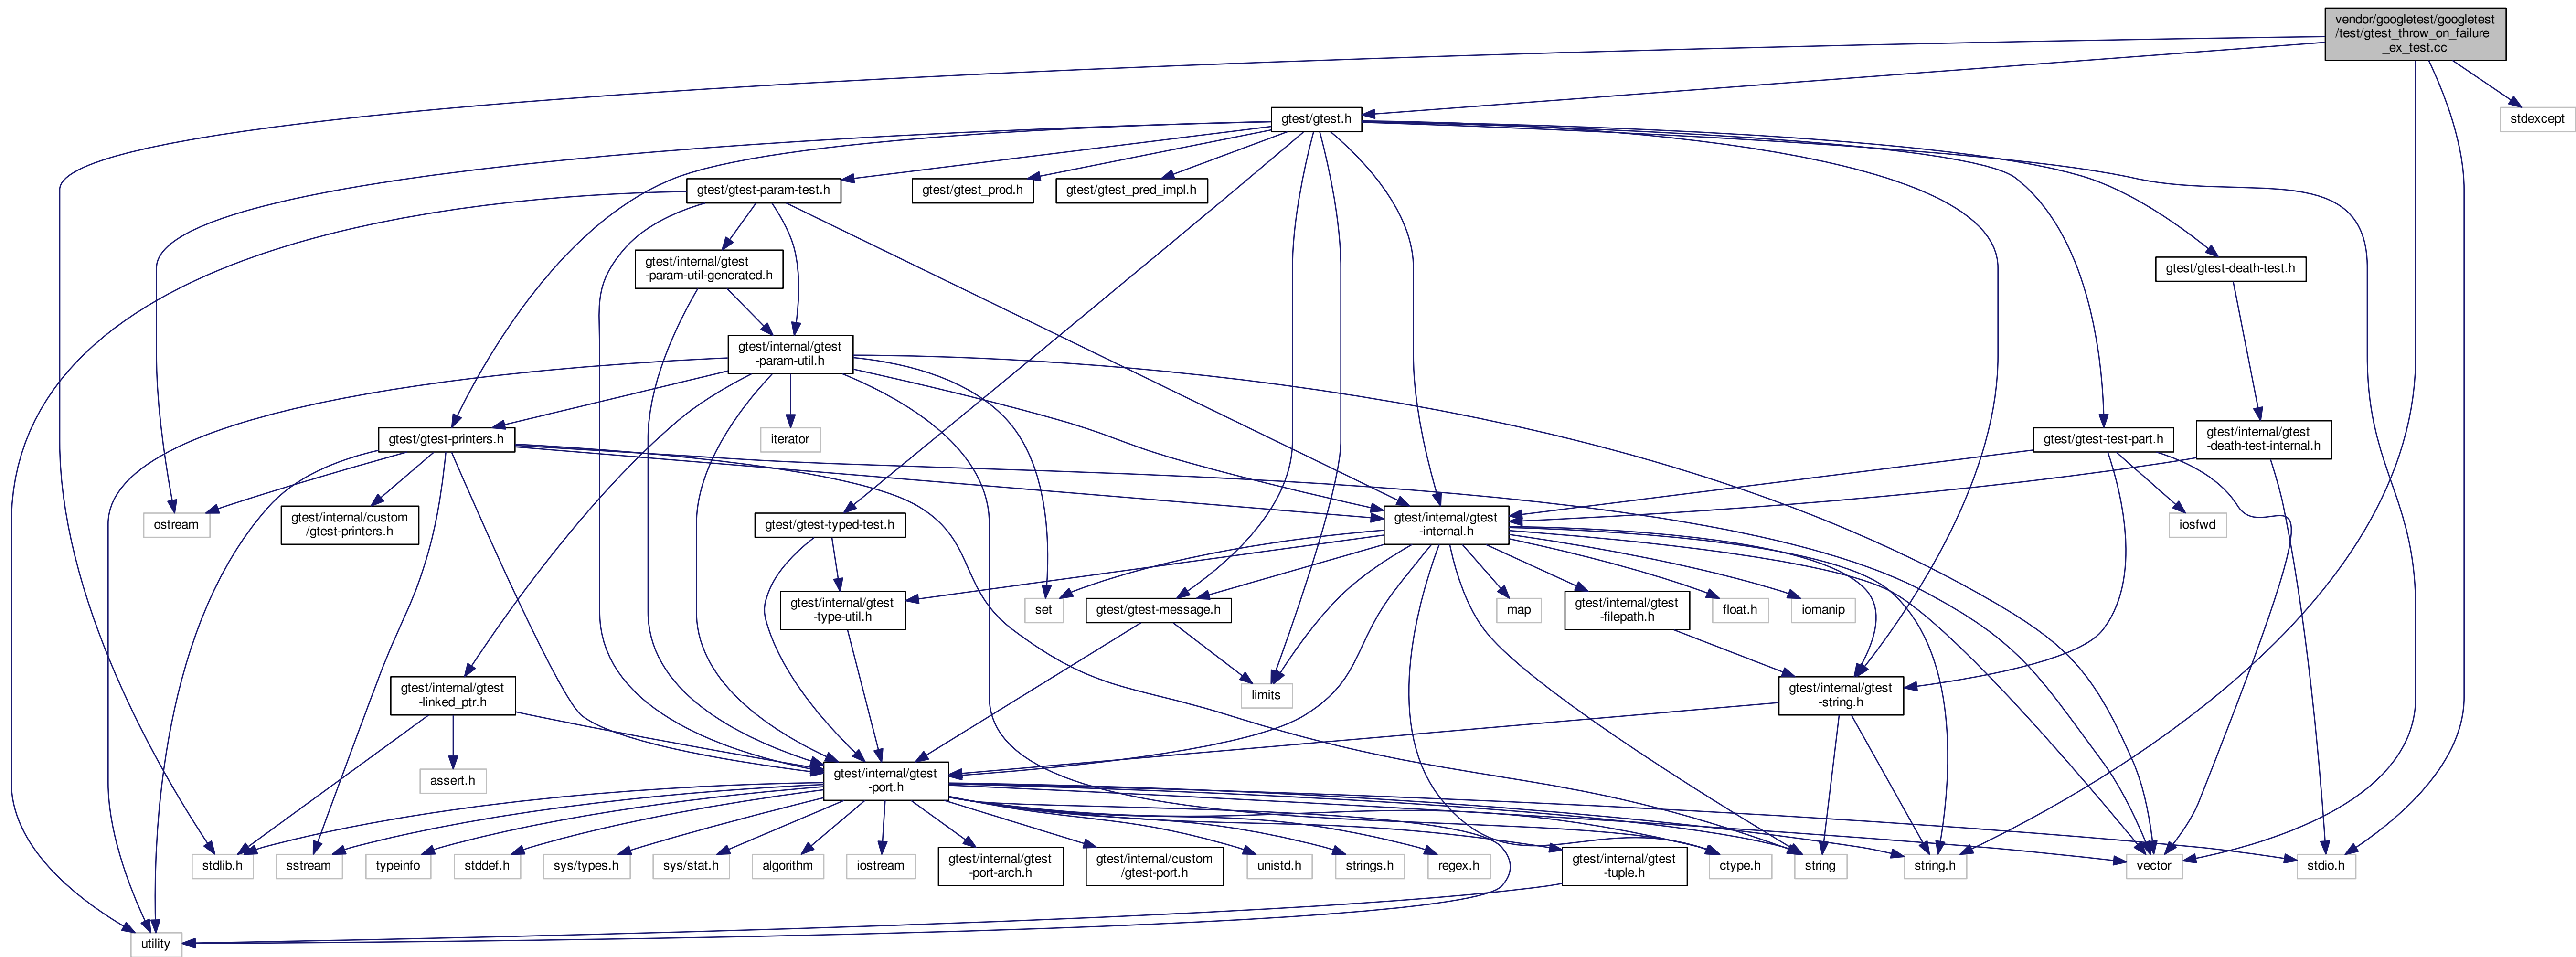 vendor/googletest/googletest
/test/gtest_throw_on_failure
_ex_test.cc
stdexcept
gtest/gtest.h
gtest/gtest-param-test.h
gtest/gtest_prod.h
gtest/gtest_pred_impl.h
gtest/internal/gtest
-param-util-generated.h
gtest/gtest-death-test.h
gtest/internal/gtest
-param-util.h
gtest/gtest-printers.h
iterator
gtest/gtest-test-part.h
gtest/internal/gtest
-death-test-internal.h
ostream
gtest/internal/custom
/gtest-printers.h
gtest/gtest-typed-test.h
gtest/internal/gtest
-internal.h
iosfwd
gtest/internal/gtest
-type-util.h
set
gtest/gtest-message.h
map
gtest/internal/gtest
-filepath.h
float.h
iomanip
gtest/internal/gtest
-linked_ptr.h
limits
gtest/internal/gtest
-string.h
assert.h
gtest/internal/gtest
-port.h
stdlib.h
sstream
typeinfo
stddef.h
sys/types.h
sys/stat.h
algorithm
iostream
gtest/internal/gtest
-port-arch.h
gtest/internal/custom
/gtest-port.h
unistd.h
strings.h
regex.h
gtest/internal/gtest
-tuple.h
ctype.h
string
string.h
vector
stdio.h
utility